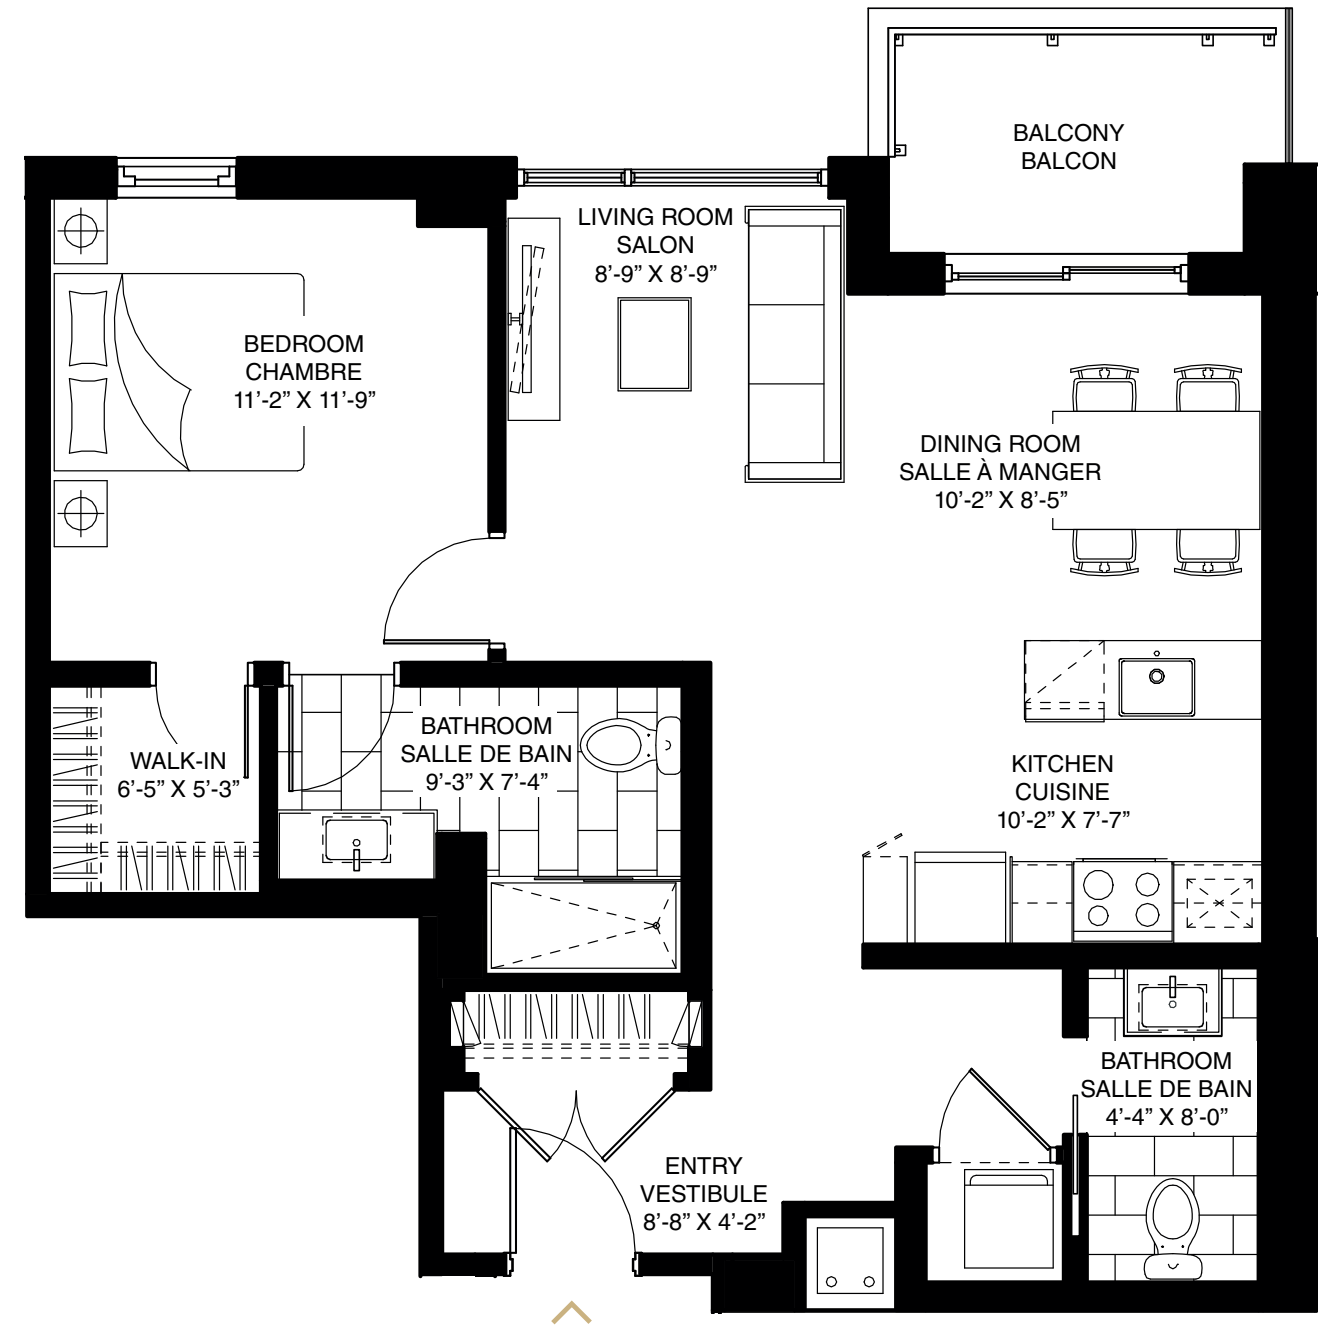 BALCONY
BALCON
LIVING ROOM
SALON
8’-9” X 8’-9”
BEDROOM
CHAMBRE
11’-2” X 11’-9”
DINING ROOM
SALLE À MANGER
10’-2” X 8’-5”
BATHROOM
SALLE DE BAIN
9’-3” X 7’-4”
WALK-IN
6’-5” X 5’-3”
KITCHEN
CUISINE
10’-2” X 7’-7”
BATHROOM
SALLE DE BAIN
4’-4” X 8’-0”
ENTRY
VESTIBULE
8’-8” X 4’-2”